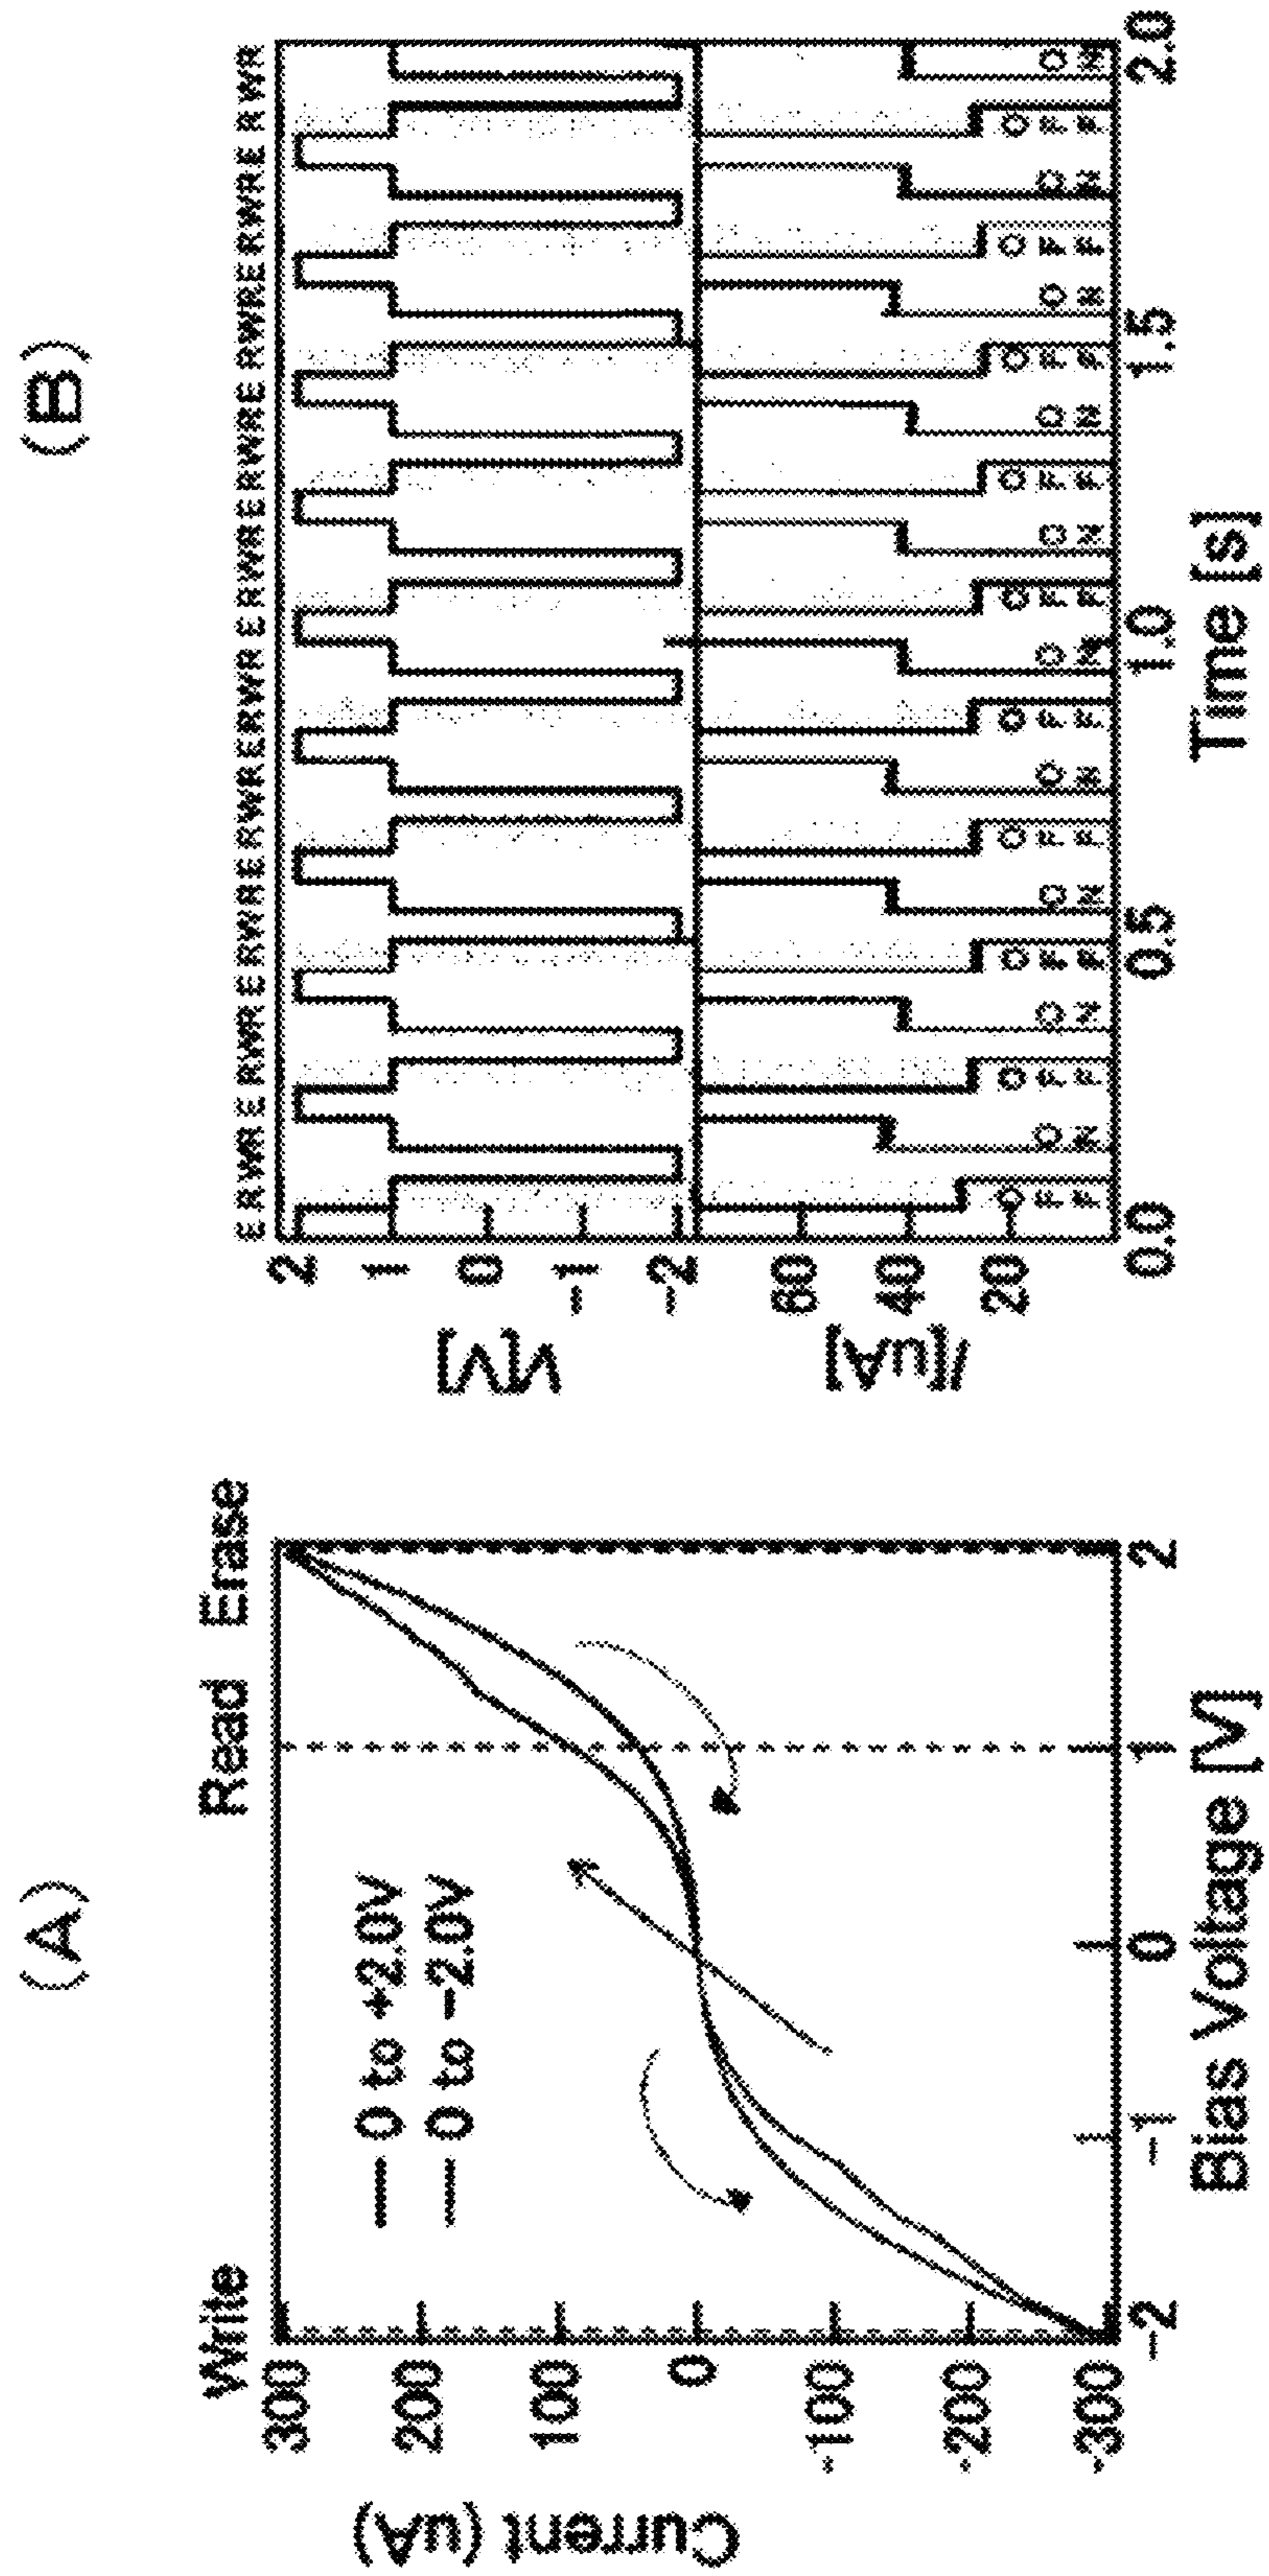 (A)
Write Read Erase
0 to +2.0V
0 to −2.0V
Current (uA)
300
200
100
0
-100
-200
-300
−2 −1 0 1 2
Bias Voltage [V]
(B)
E R W R E R W R E R W R E R W R E R W R E R W R E R W R E R W R E R W R E R W R
V[V]
2
1
0
−1
−2
I[uA]
60
40
20
OFF ON OFF ON OFF ON OFF ON OFF ON OFF ON OFF ON OFF ON OFF ON OFF ON
0.0 0.5 1.0 1.5 2.0
Time [s]